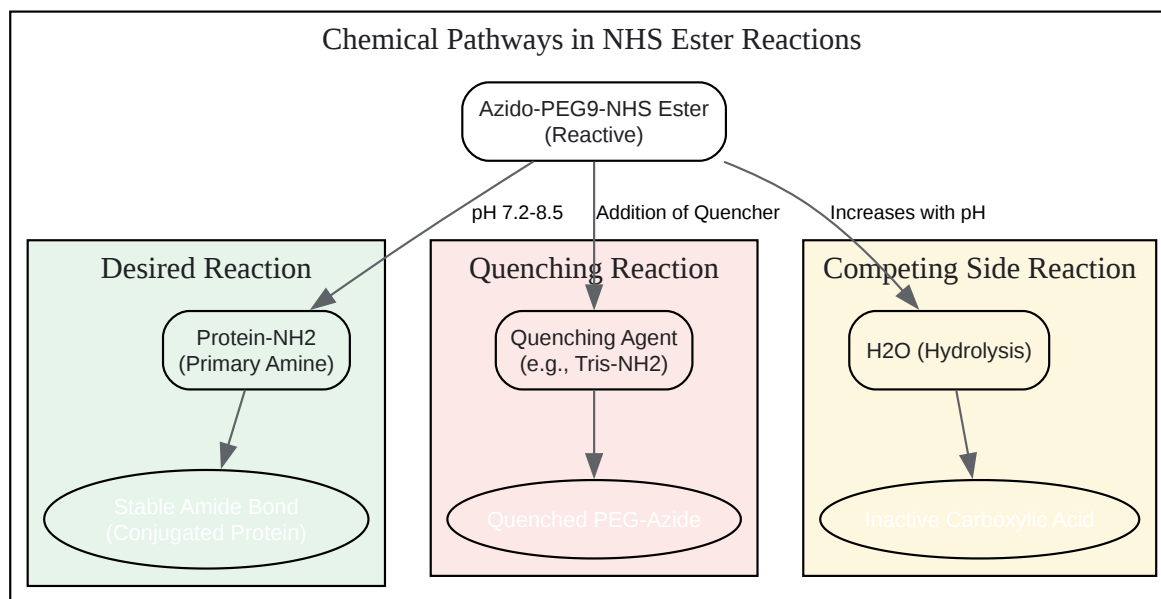 Chemical Pathways in NHS Ester Reactions
Azido-PEG9-NHS Ester
(Reactive)
pH 7.2-8.5
Addition of Quencher
Increases with pH
Desired Reaction
Quenching Reaction
Competing Side Reaction
Protein-NH2
(Primary Amine)
Quenching Agent
(e.g., Tris-NH2)
H2O (Hydrolysis)
Stable Amide Bond
(Conjugated Protein)
Quenched PEG-Azide
Inactive Carboxylic Acid